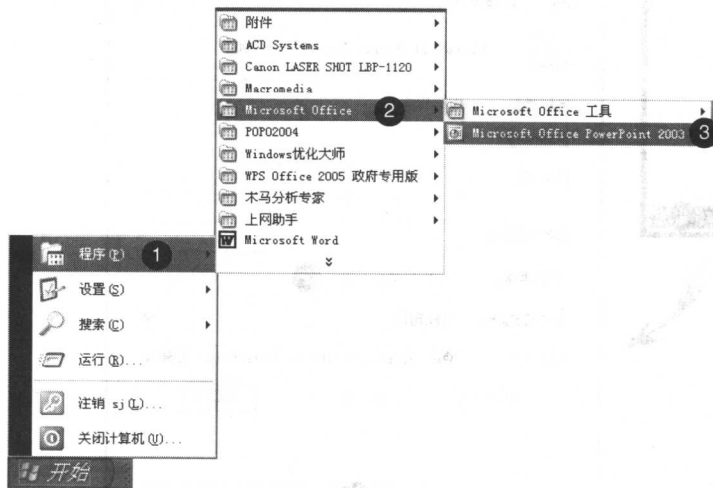 附件
ACD Systems
Canon LASER SHOT LBP-1120
Macromedia
Microsoft Office 2
Microsoft Office 工具
POPO2004
Microsoft Office PowerPoint 2003 3
Windows优化大师
WPS Office 2005 政府专用版
木马分析专家
上网助手
Microsoft Word
程序(P) 1
设置(S)
搜索(C)
运行(R)...
注销 sj(L)...
关闭计算机(U)...
开始